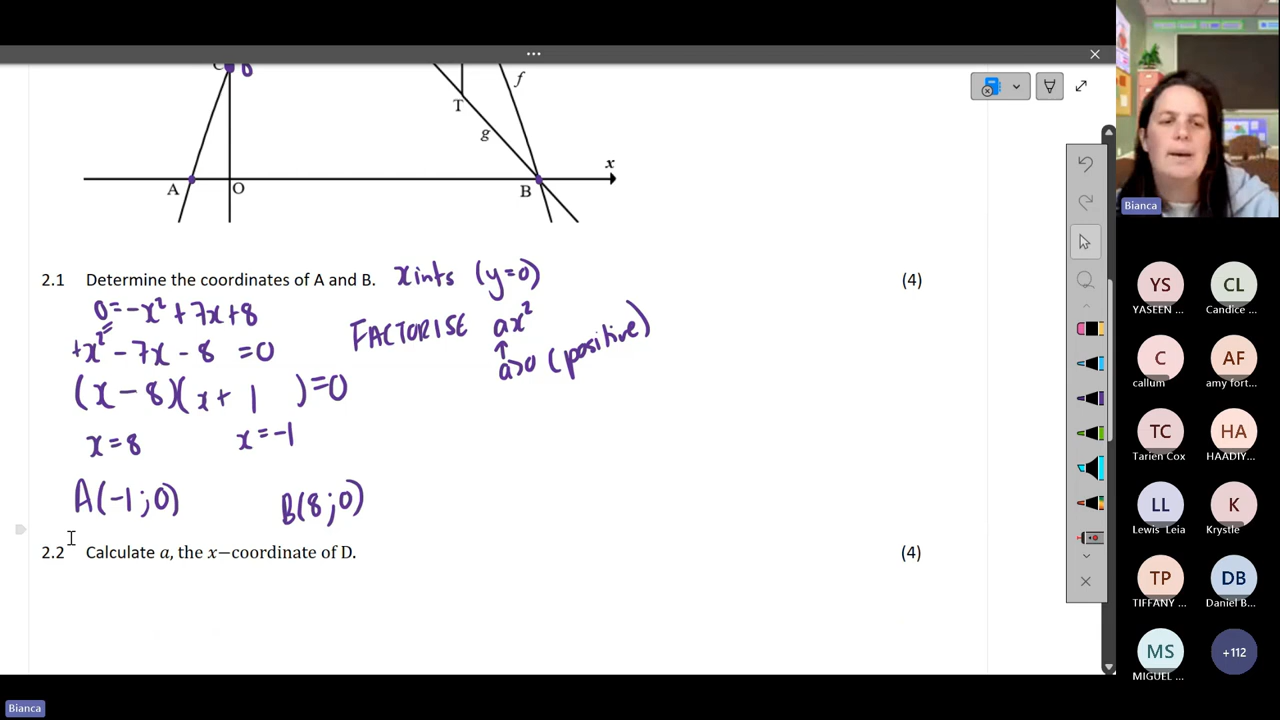 C
f
T
g
x
A
O
B
2.1 Determine the coordinates of A and B. x ints (y=0) (4)
0=-x²+7x+8
+x²-7x-8=0
FACTORISE ax²
a>0 (positive)
(x-8)(x+1)=0
x=8 x=-1
A(-1;0) B(8;0)
2.2 Calculate a, the x−coordinate of D. (4)
Bianca
YS
YASEEN ...
CL
Candice ...
C
callum
AF
amy fort...
TC
Tarien Cox
HA
HAADIY...
LL
Lewis Leia
K
Krystle
TP
TIFFANY ...
DB
Daniel B...
MS
MIGUEL ...
+112
Bianca